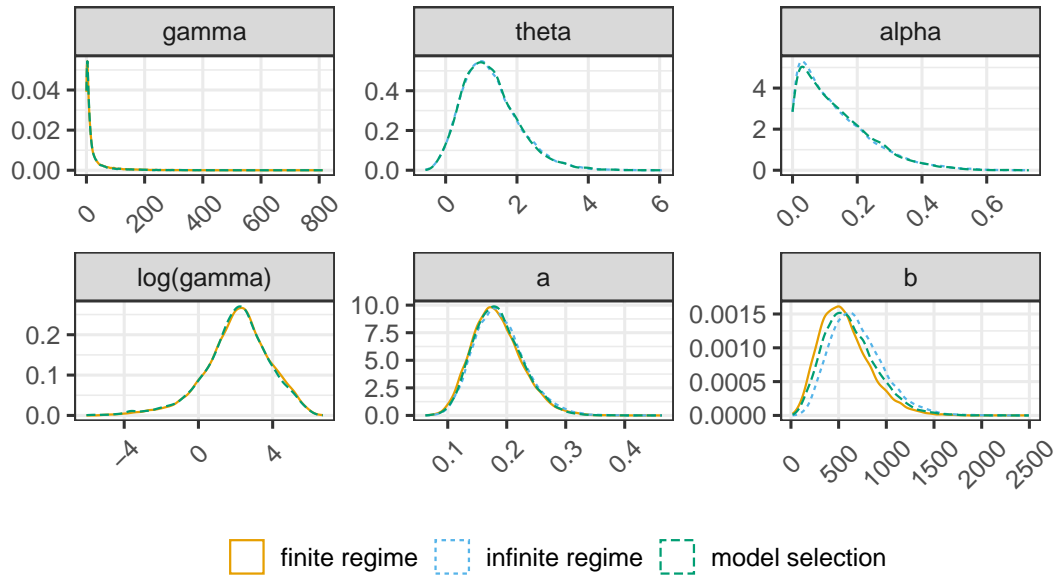 gamma
theta
alpha
0.04
0.02
0.00
0 200 400 600 800
0.4
0.2
0.0
0 2 4 6
4
2
0
0.0 0.2 0.4 0.6
log(gamma)
a
b
0.2
0.1
0.0
−4 0 4
10.0
7.5
5.0
2.5
0.0
0.1 0.2 0.3 0.4
0.0015
0.0010
0.0005
0.0000
0 500 1000 1500 2000 2500
finite regime infinite regime model selection